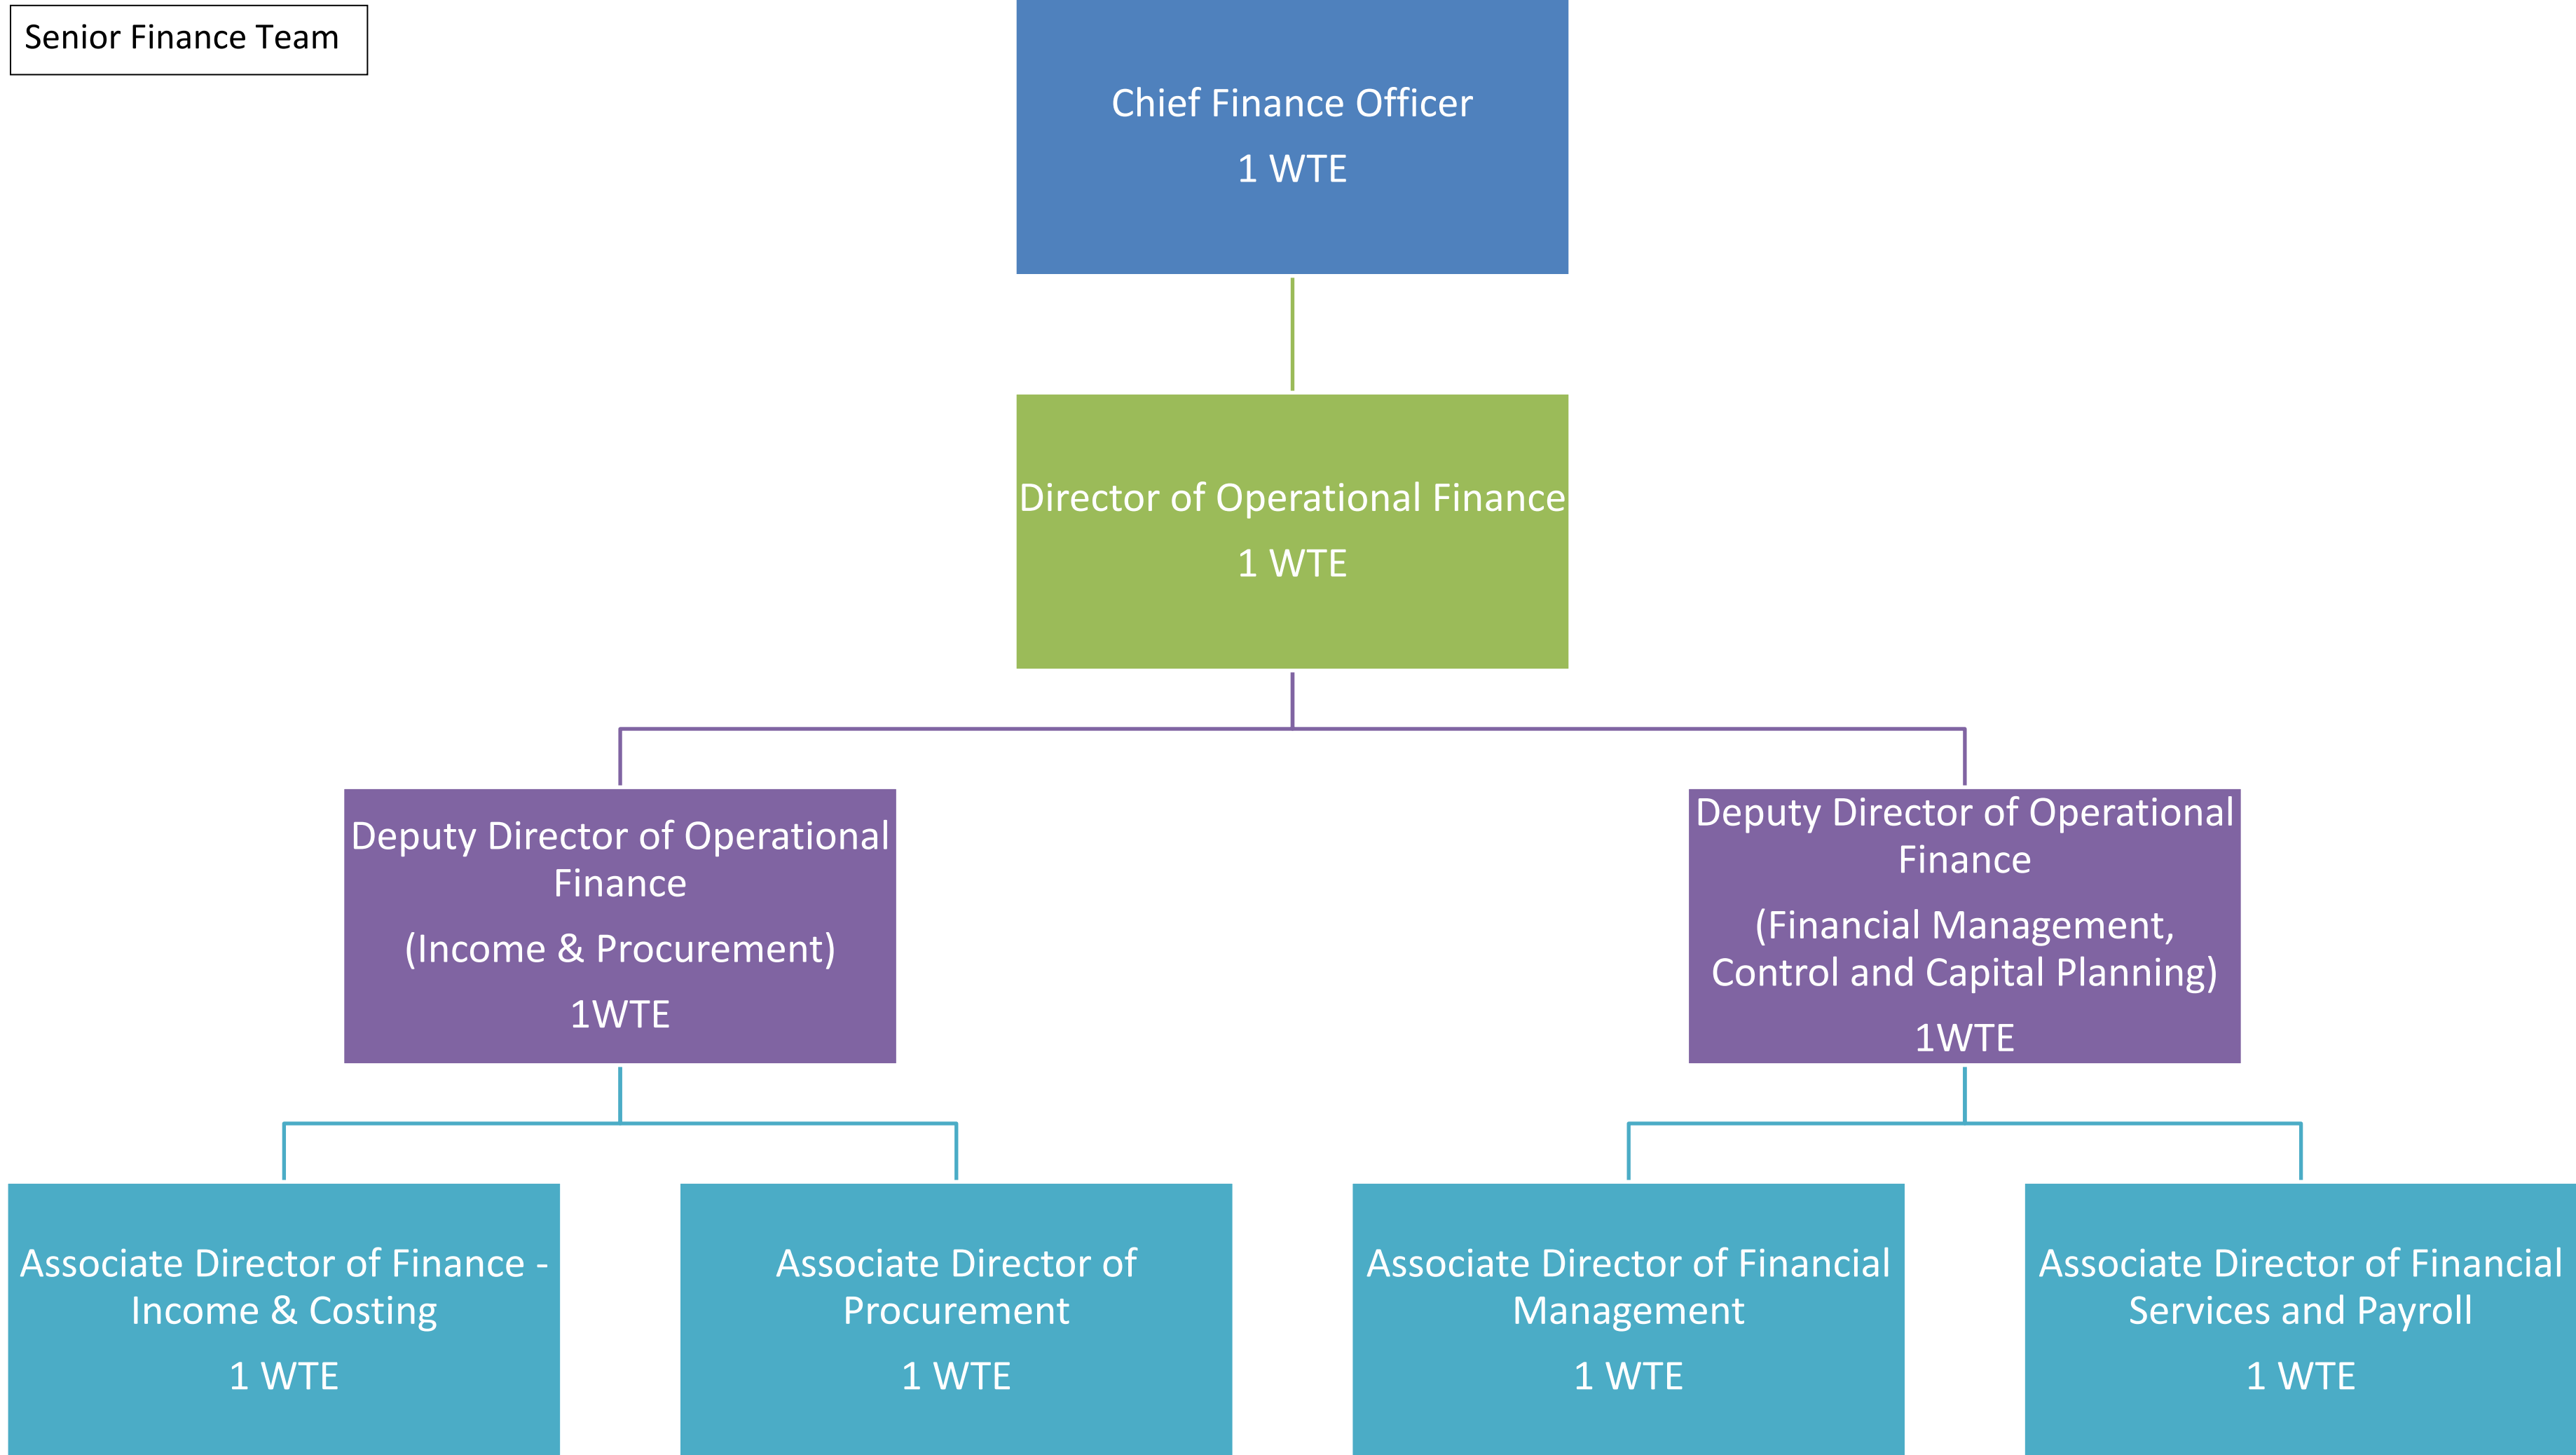 Senior Finance Team
Chief Finance Officer
1 WTE
Director of Operational Finance
1 WTE
Deputy Director of Operational
Finance
(Income & Procurement)
1WTE
Deputy Director of Operational
Finance
(Financial Management,
Control and Capital Planning)
1WTE
Associate Director of Finance -
Income & Costing
1 WTE
Associate Director of
Procurement
1 WTE
Associate Director of Financial
Management
1 WTE
Associate Director of Financial
Services and Payroll
1 WTE